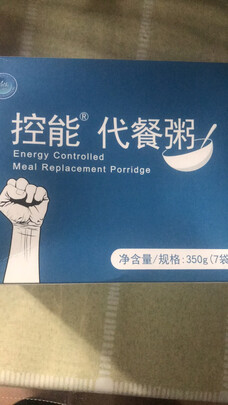 控能® 代餐粥
Energy Controlled
Meal Replacement Porridge
净含量/规格:350g(7袋